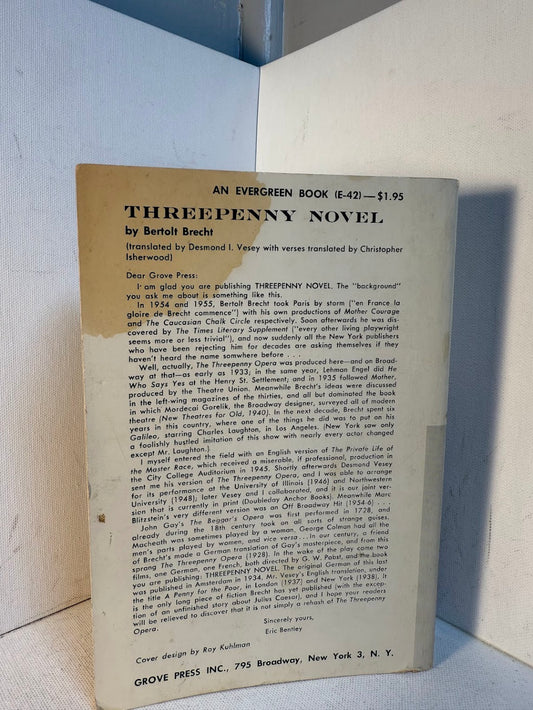 AN EVERGREEN BOOK (E-42)—$1.95
THREEPENNY NOVEL
by Bertolt Brecht
(translated by Desmond I. Vesey with verses translated by Christopher
Isherwood)
Dear Grove Press:
I am glad you are publishing THREEPENNY NOVEL. The "background"
you ask me about is something like this.
In 1954 and 1955, Bertolt Brecht took Paris by storm ("en France la
gloire de Brecht commence") with his own productions of Mother Courage
and The Caucasian Chalk Circle respectively. Soon afterwards he was dis-
covered by The Times Literary Supplement ("every other living playwright
seems more or less trivial"), and now suddenly all the New York publishers
who have been rejecting him for decades are asking themselves if they
haven't heard the name somwhere before . . .
Well, actually, The Threepenny Opera was produced here—and on Broad-
way at that—as early as 1933; in the same year, Lehman Engel did He
Who Says Yes at the Henry St. Settlement; and in 1935 followed Mother,
produced by the Theatre Union. Meanwhile Brecht's ideas were discussed
in the left-wing magazines of the thirties, and all but dominated the book
in which Mordecai Gorelik, the Broadway designer, surveyed all of modern
theatre (New Theatres for Old, 1940). In the next decade, Brecht spent six
years in this country, where one of the things he did was to put on his
Galileo, starring Charles Laughton, in Los Angeles. (New York saw only
a foolishly hustled imitation of this show with nearly every actor changed
except Mr. Laughton.)
I myself entered the field with an English version of The Private Life of
the Master Race, which received a miserable, if professional, production in
the City College Auditorium in 1945. Shortly afterwards Desmond Vesey
sent me his version of The Threepenny Opera, and I was able to arrange
for its performance at the University of Illinois (1946) and Northwestern
University (1948); later Vesey and I collaborated, and it is our joint ver-
sion that is currently in print (Doubleday Anchor Books). Meanwhile Marc
Blitzstein's very different version was an Off Broadway Hit (1954-6) . . .
John Gay's The Beggar's Opera was first performed in 1728, and
already during the 18th century took on all sorts of strange guises.
Macheath was sometimes played by a woman, George Colman had all the
men's parts played by women, and vice versa . . . In our century, a friend
of Brecht's made a German translation of Gay's masterpiece, and from this
sprang The Threepenny Opera (1928). In the wake of the play came two
films, one German, one French, both directed by G. W. Pabst, and the book
you are publishing: THREEPENNY NOVEL. The original German of this last
was published in Amsterdam in 1934, Mr. Vesey's English translation, under
the title A Penny for the Poor, in London (1937) and New York (1938). It
is the only long piece of fiction Brecht has yet published (with the excep-
tion of an unfinished story about Julius Caesar), and I hope your readers
will be relieved to discover that it is not simply a rehash of The Threepenny
Opera.
Sincerely yours,
Eric Bentley
Cover design by Roy Kuhlman
GROVE PRESS INC., 795 Broadway, New York 3, N. Y.